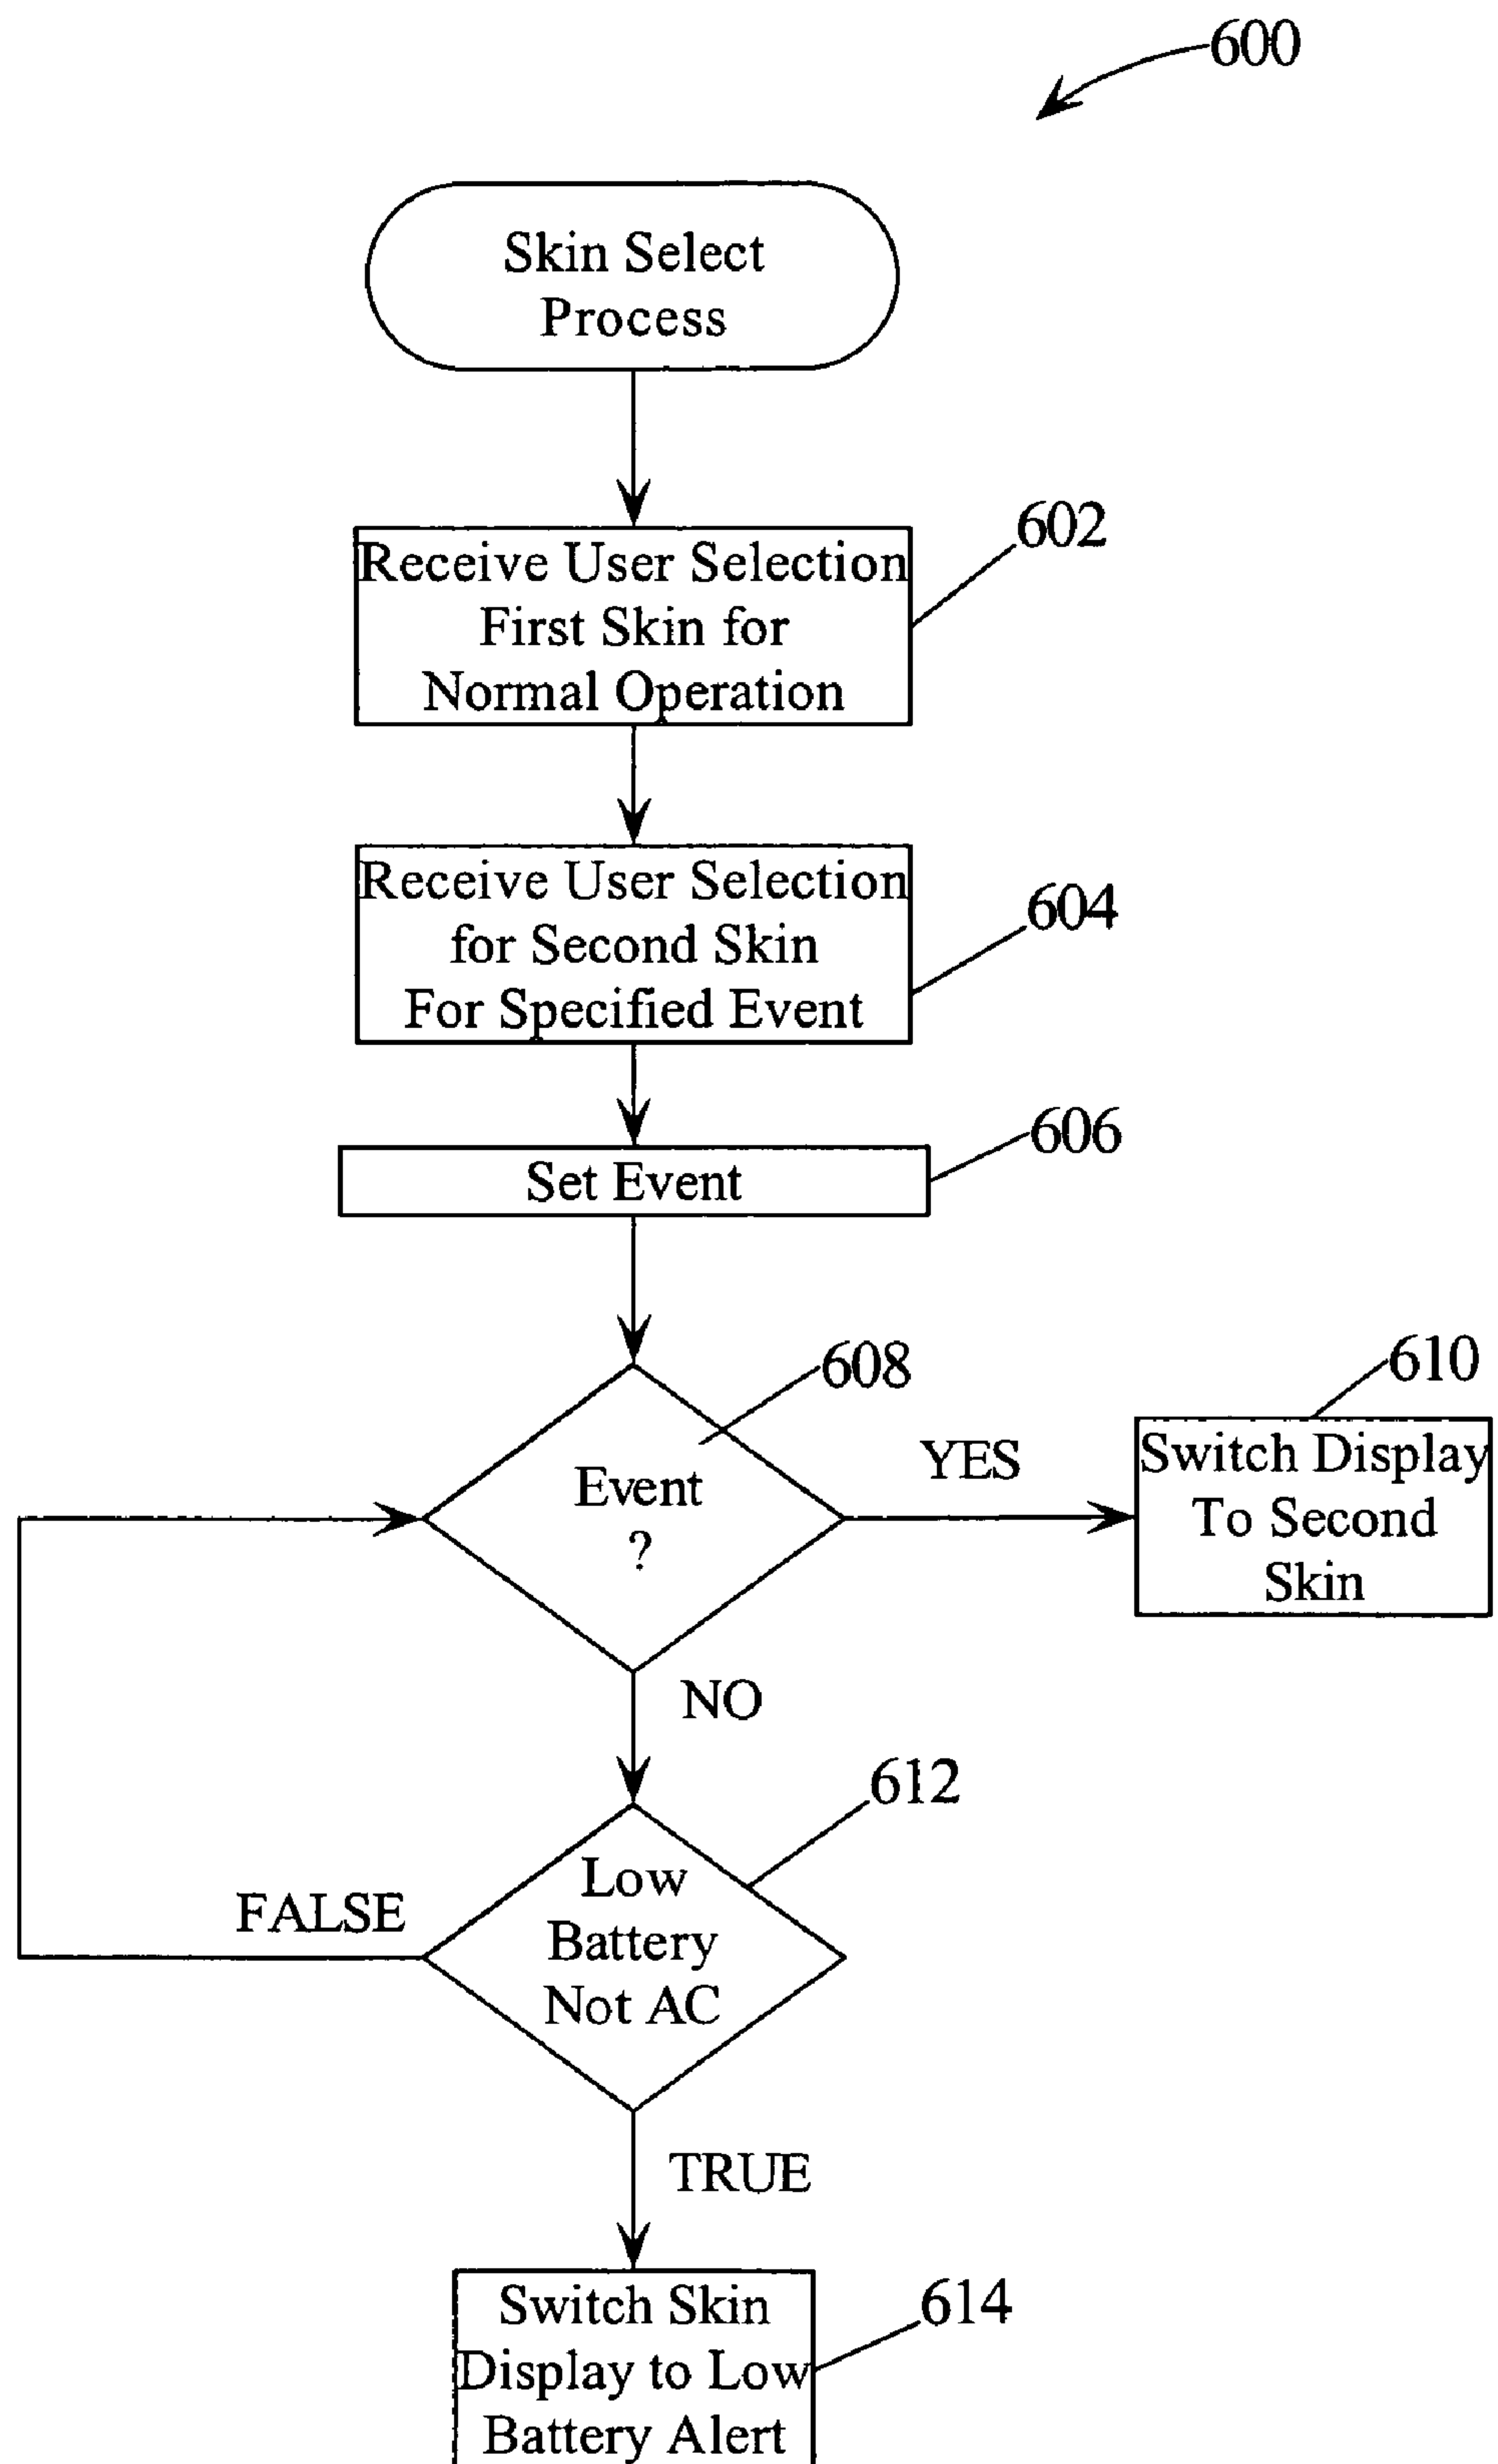 600
Skin Select
Process
602
Receive User Selection
First Skin for
Normal Operation
604
Receive User Selection
for Second Skin
For Specified Event
606
Set Event
608
Event
?
YES
610
Switch Display
To Second
Skin
NO
612
Low
Battery
Not AC
FALSE
TRUE
614
Switch Skin
Display to Low
Battery Alert